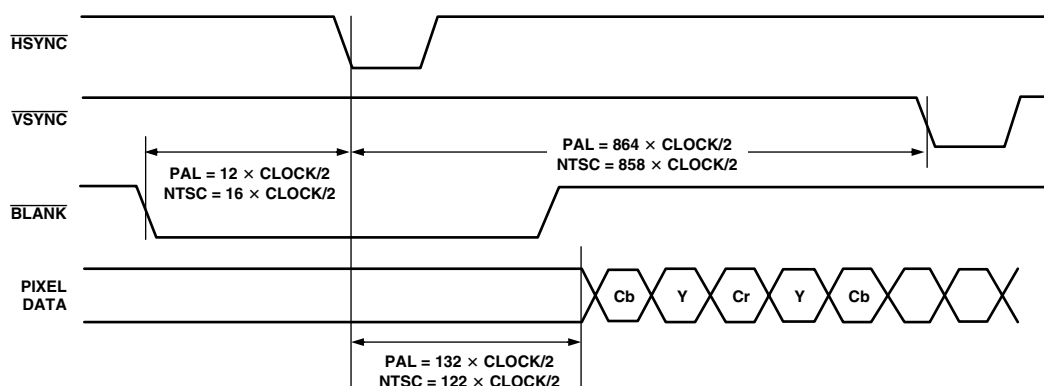 HSYNC
VSYNC
PAL = 864 × CLOCK/2
NTSC = 858 × CLOCK/2
PAL = 12 × CLOCK/2
NTSC = 16 × CLOCK/2
BLANK
PIXEL
DATA
Cb Y Cr Y Cb
PAL = 132 × CLOCK/2
NTSC = 122 × CLOCK/2